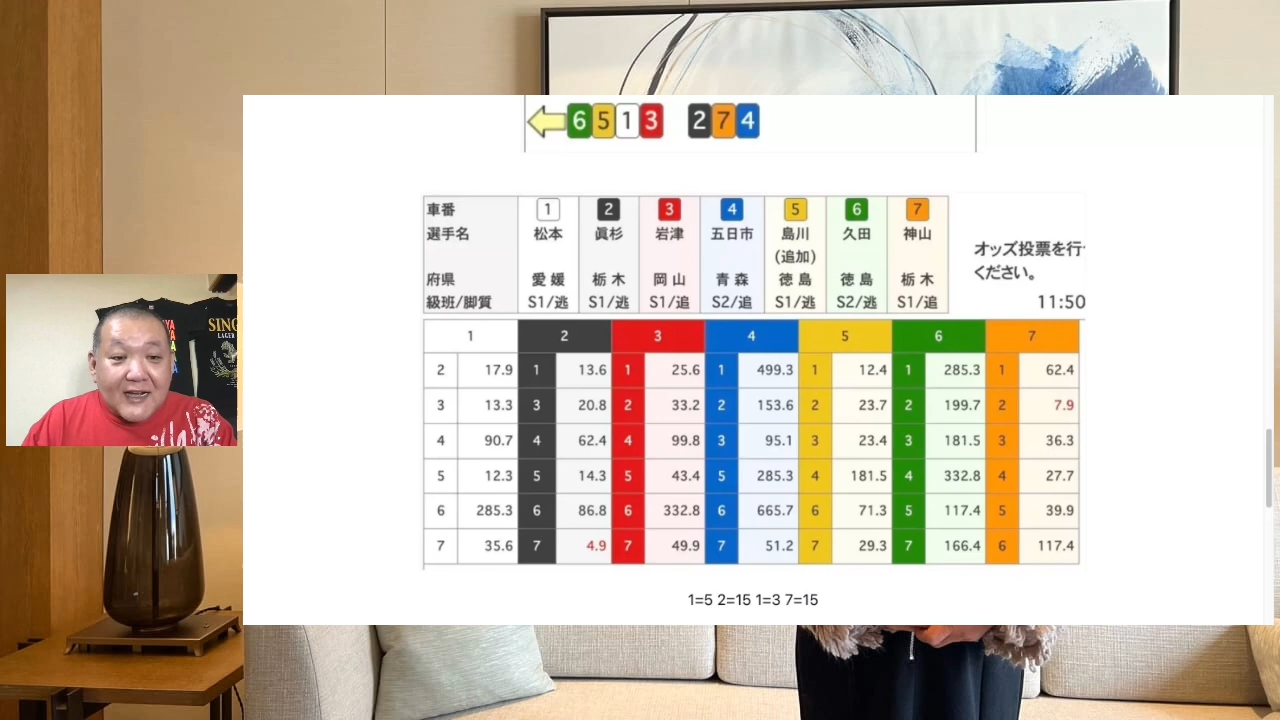 6 5 1 3 2 7 4
車番 1 2 3 4 5 6 7
選手名 松本 眞杉 岩津 五日市 島川 久田 神山
(追加)
府県 愛媛 栃木 岡山 青森 徳島 徳島 栃木
級班/脚質 S1/逃 S1/逃 S1/追 S2/追 S1/逃 S2/逃 S1/追
オッズ投票を行
ください。
11:50
1 2 3 4 5 6 7
2 17.9 1 13.6 1 25.6 1 499.3 1 12.4 1 285.3 1 62.4
3 13.3 3 20.8 2 33.2 2 153.6 2 23.7 2 199.7 2 7.9
4 90.7 4 62.4 4 99.8 3 95.1 3 23.4 3 181.5 3 36.3
5 12.3 5 14.3 5 43.4 5 285.3 4 181.5 4 332.8 4 27.7
6 285.3 6 86.8 6 332.8 6 665.7 6 71.3 5 117.4 5 39.9
7 35.6 7 4.9 7 49.9 7 51.2 7 29.3 7 166.4 6 117.4
1=5 2=15 1=3 7=15
LAGER